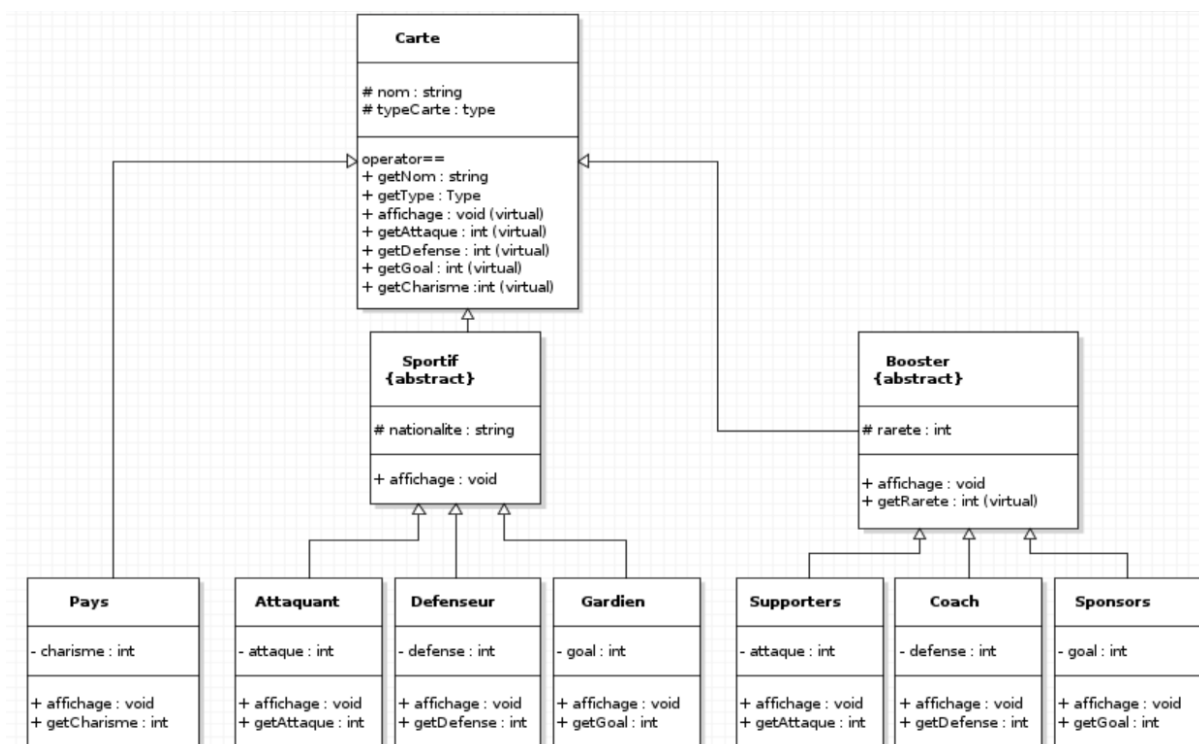 Carte
# nom : string
# typeCarte : type
operator==
+ getNom : string
+ getType : Type
+ affichage : void (virtual)
+ getAttaque : int (virtual)
+ getDefense : int (virtual)
+ getGoal : int (virtual)
+ getCharisme :int (virtual)
Sportif
{abstract}
# nationalite : string
+ affichage : void
Booster
{abstract}
# rarete : int
+ affichage : void
+ getRarete : int (virtual)
Pays
- charisme : int
+ affichage : void
+ getCharisme : int
Attaquant
- attaque : int
+ affichage : void
+ getAttaque : int
Defenseur
- defense : int
+ affichage : void
+ getDefense : int
Gardien
- goal : int
+ affichage : void
+ getGoal : int
Supporters
- attaque : int
+ affichage : void
+ getAttaque : int
Coach
- defense : int
+ affichage : void
+ getDefense : int
Sponsors
- goal : int
+ affichage : void
+ getGoal : int